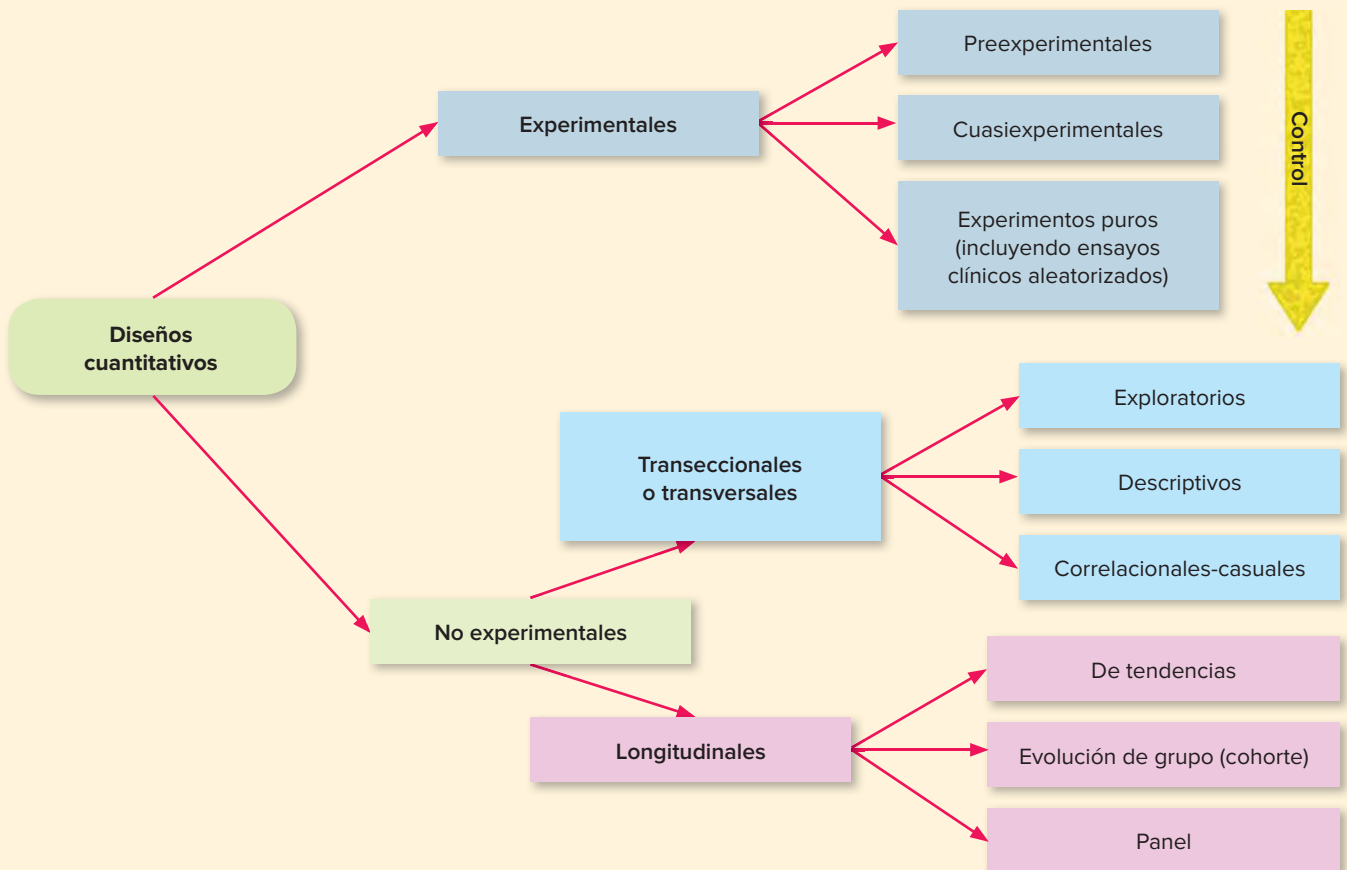 Preexperimentales
Experimentales
Cuasiexperimentales
Control
Experimentos puros
(incluyendo ensayos
clínicos aleatorizados)
Diseños
cuantitativos
Exploratorios
Transeccionales
o transversales
Descriptivos
Correlacionales-casuales
No experimentales
De tendencias
Longitudinales
Evolución de grupo (cohorte)
Panel